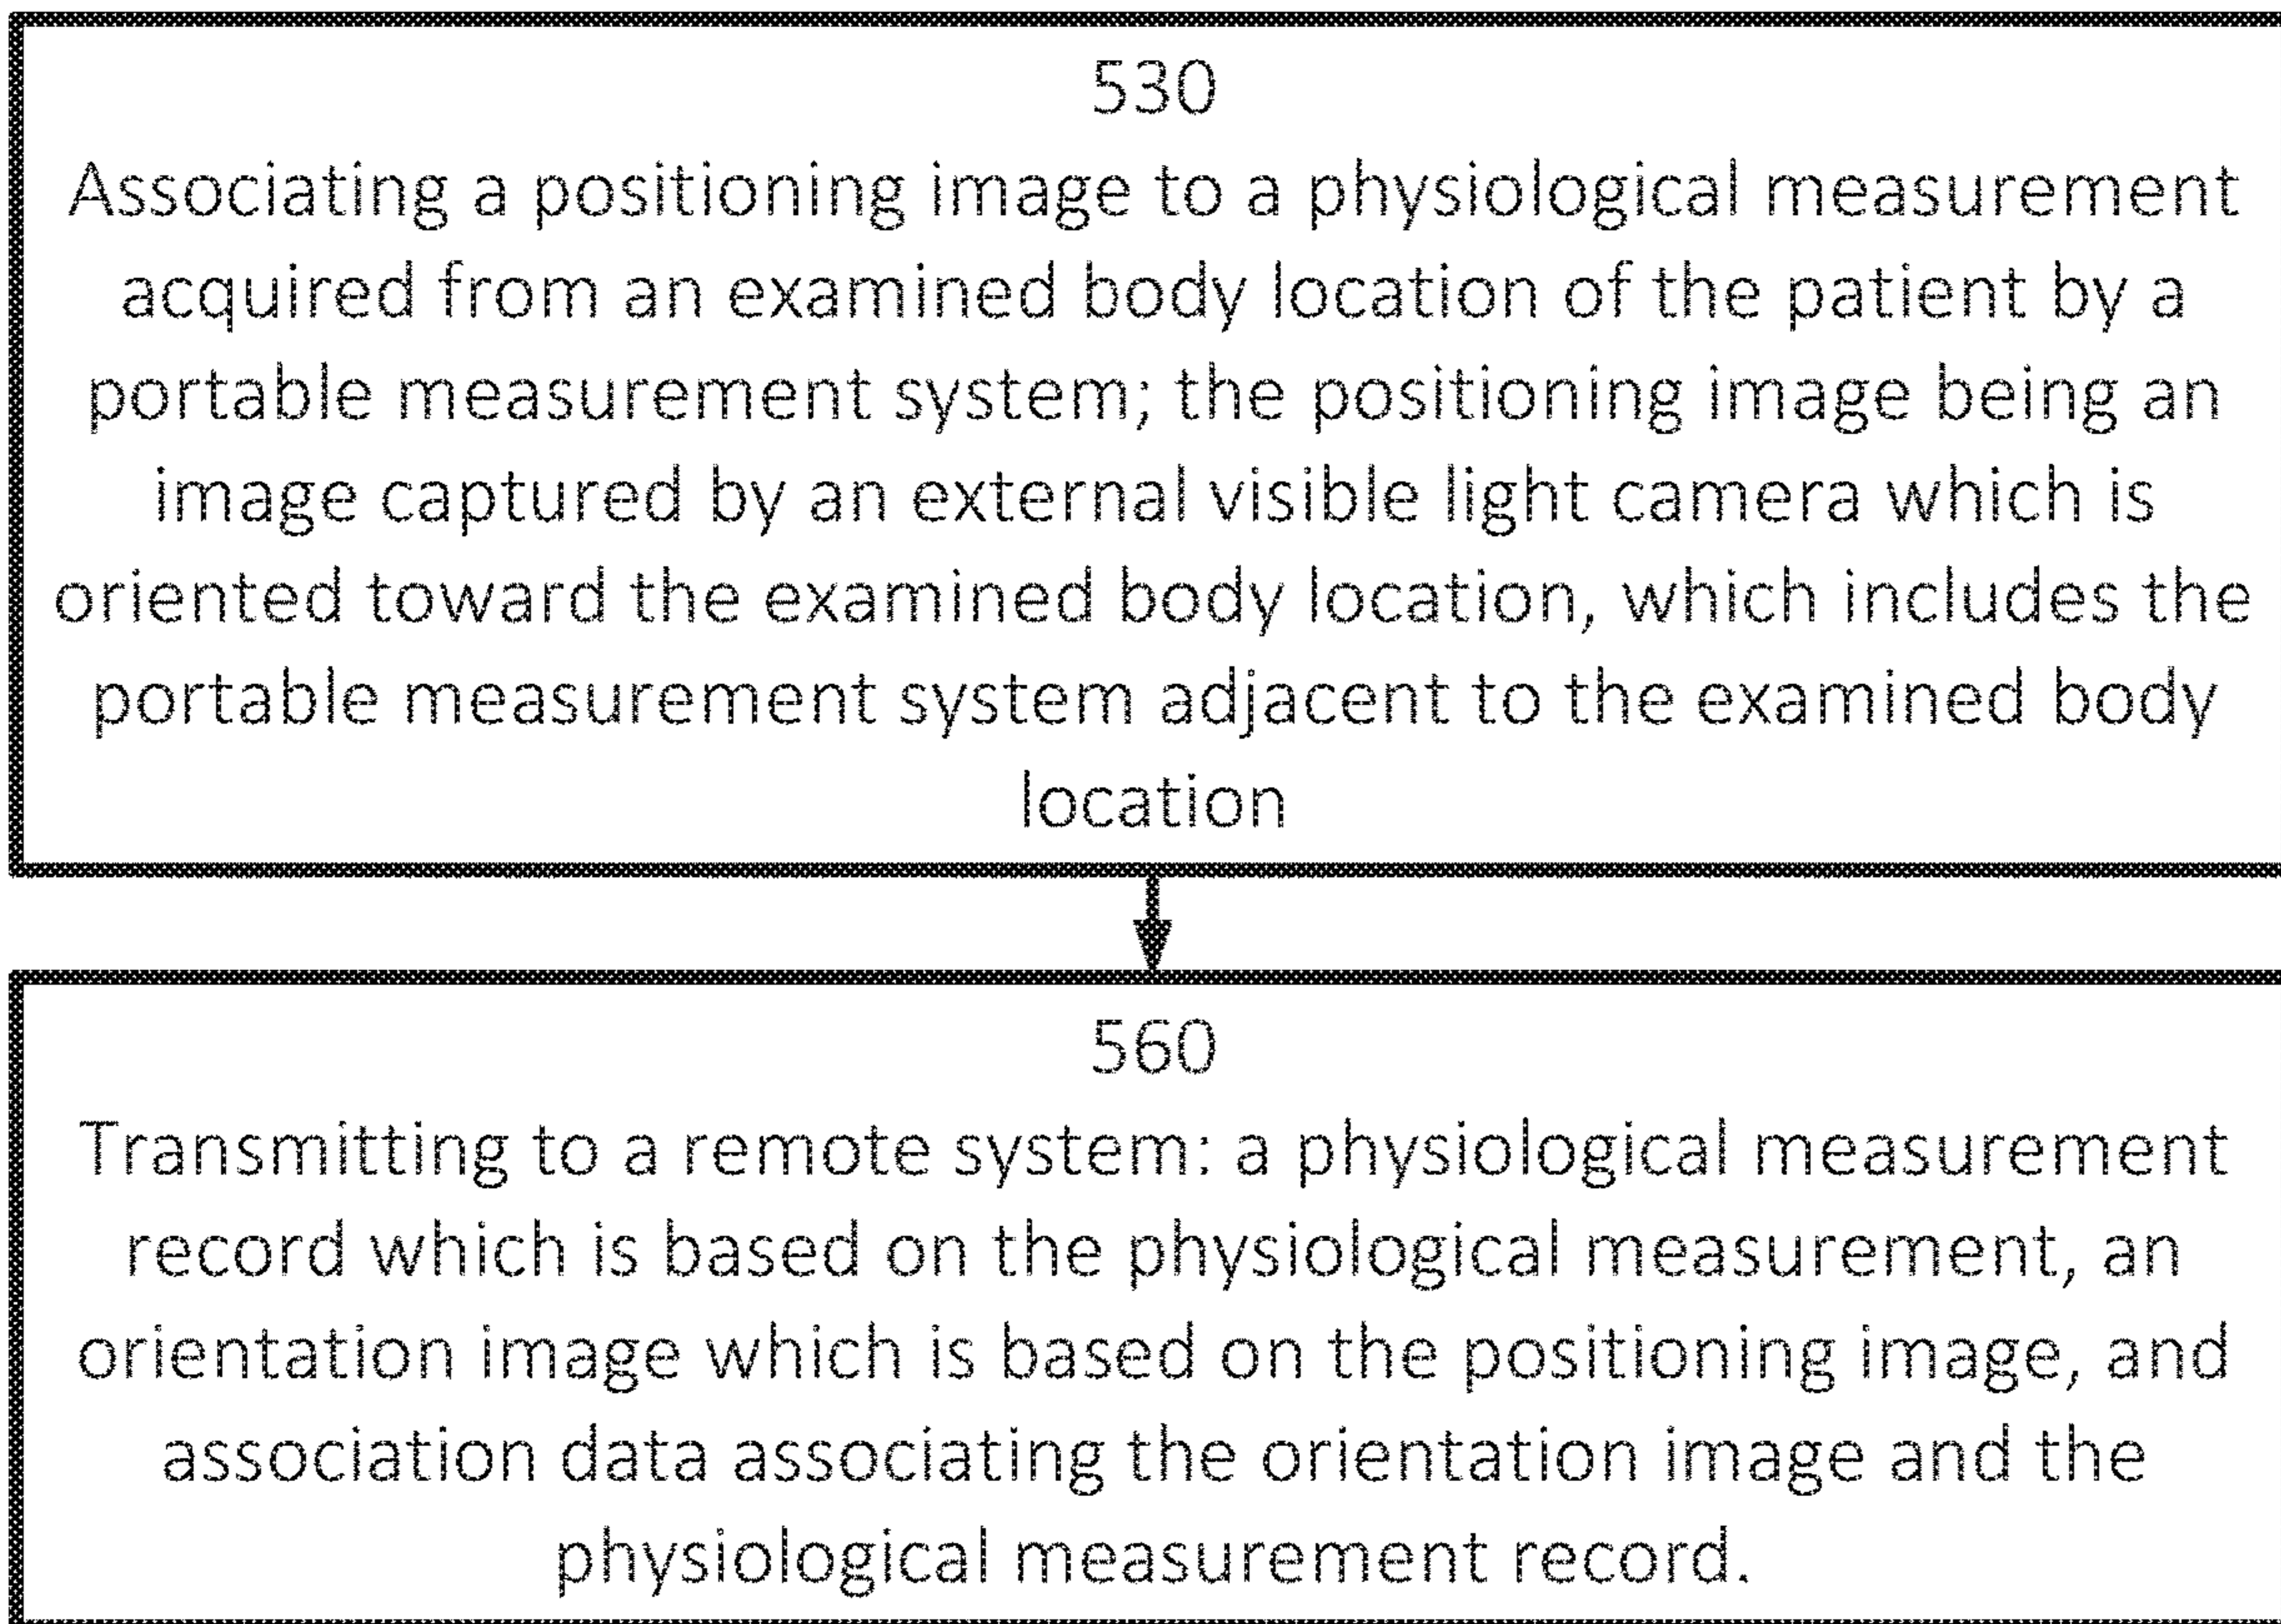 530
Associating a positioning image to a physiological measurement
acquired from an examined body location of the patient by a
portable measurement system; the positioning image being an
image captured by an external visible light camera which is
oriented toward the examined body location, which includes the
portable measurement system adjacent to the examined body
location
560
Transmitting to a remote system: a physiological measurement
record which is based on the physiological measurement, an
orientation image which is based on the positioning image, and
association data associating the orientation image and the
physiological measurement record.